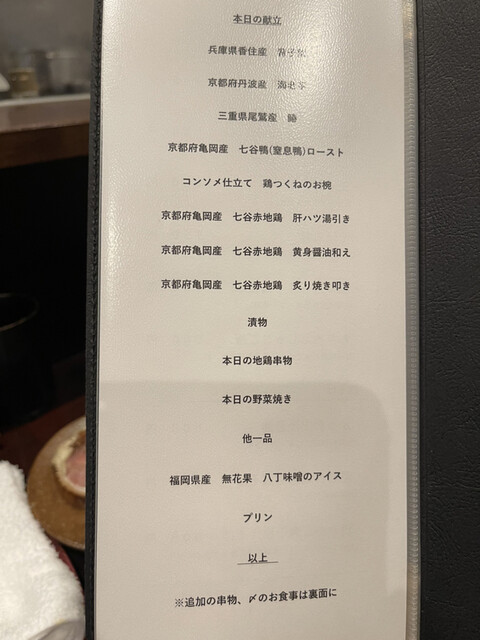 本日の献立
兵庫県香住産
京都府丹波産
三重県尾鷲産
京都府亀岡産 七谷鴨(窒息鴨)ロースト
コンソメ仕立て 鶏つくねのお椀
京都府亀岡産 七谷赤地鶏 肝ハツ湯引き
京都府亀岡産 七谷赤地鶏 黄身醤油和え
京都府亀岡産 七谷赤地鶏 炙り焼き叩き
漬物
本日の地鶏串物
本日の野菜焼き
他一品
福岡県産 無花果 八丁味噌のアイス
プリン
以上
※追加の串物、〆のお食事は裏面に